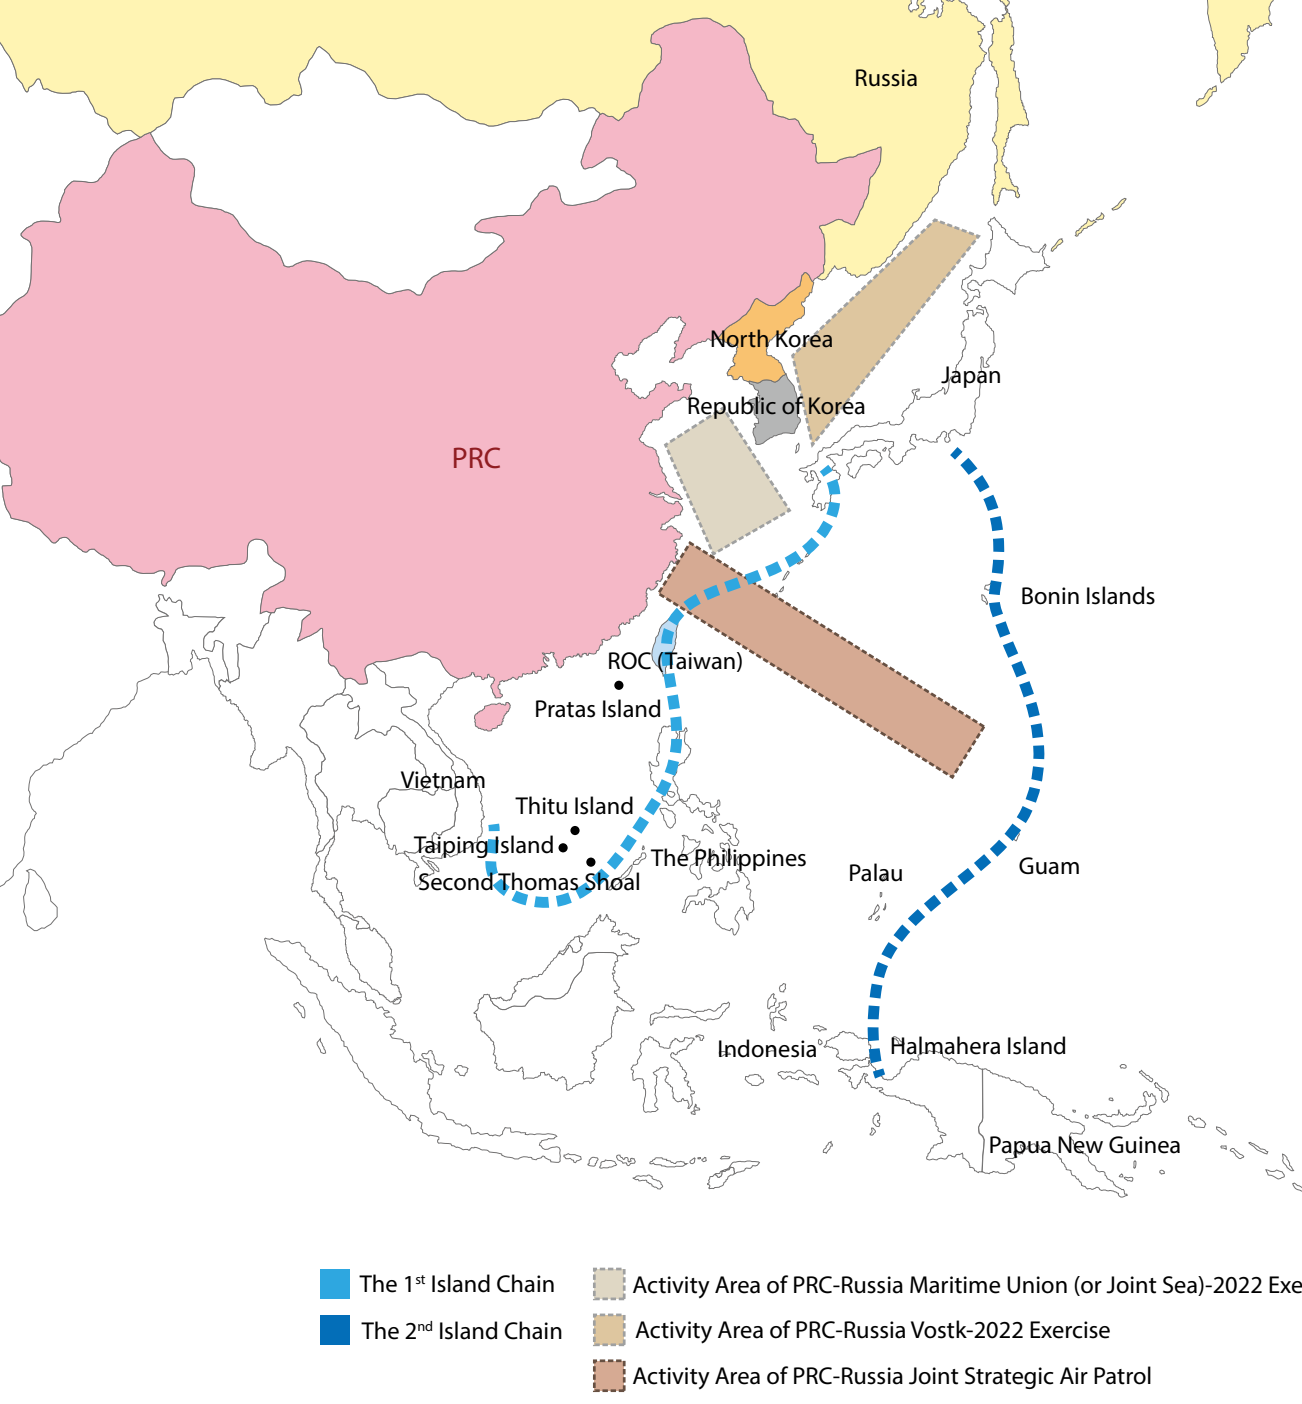 Russia
North Korea
Japan
Republic of Korea
PRC
Bonin Islands
ROC (Taiwan)
Pratas Island
Vietnam
Thitu Island
Taiping Island
The Philippines
Guam
Palau
Second Thomas Shoal
Indonesia
Halmahera Island
Papua New Guinea
The 1st Island Chain
The 2nd Island Chain
Activity Area of PRC-Russia Maritime Union (or Joint Sea)-2022 Exe
Activity Area of PRC-Russia Vostk-2022 Exercise
Activity Area of PRC-Russia Joint Strategic Air Patrol